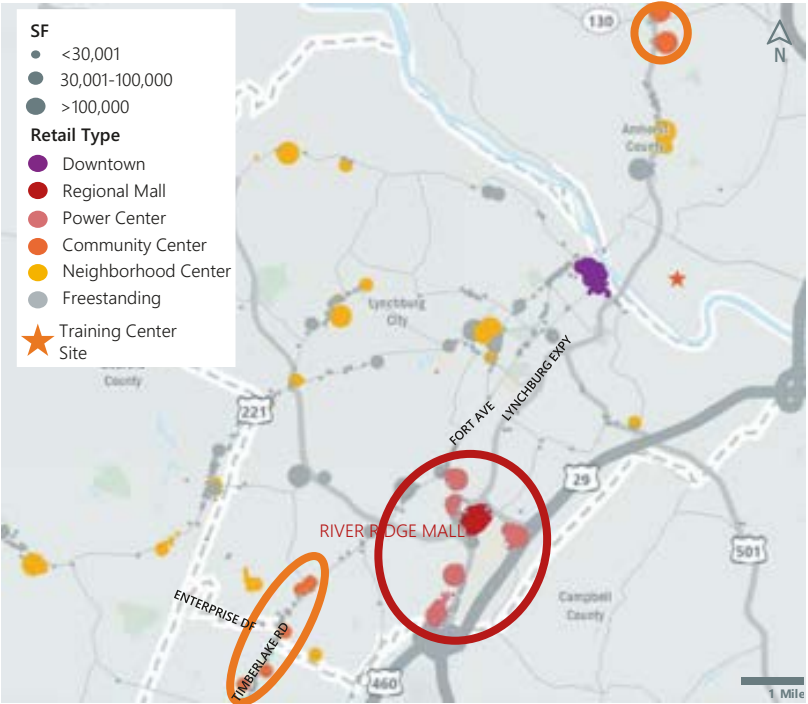 SF
<30,001
30,001-100,000
>100,000
Retail Type
Downtown
Regional Mall
Power Center
Community Center
Neighborhood Center
Freestanding
Training Center
Site
130
N
Amherst
County
Lynchburg
City
County
221
FORT AVE
LYNCHBURG EXPY
29
RIVER RIDGE MALL
501
Campbell
County
ENTERPRISE DR
TIMBERLAKE RD
460
1 Mile